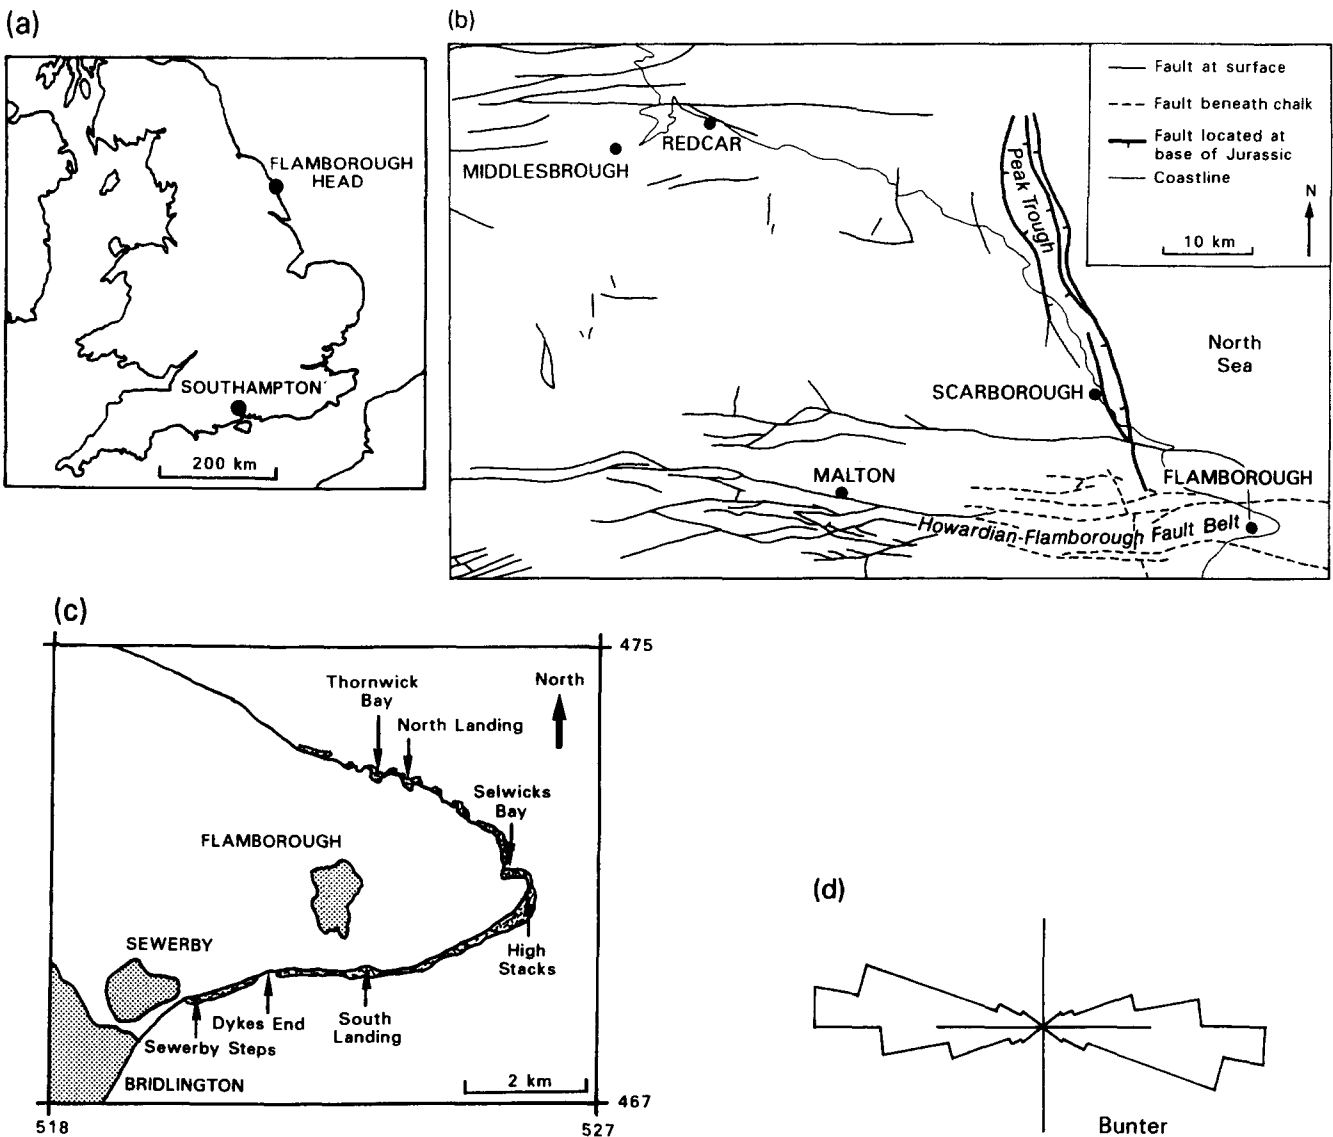 (a)
FLAMBOROUGH
HEAD
SOUTHAMPTON
200 km
(b)
Fault at surface
Fault beneath chalk
Fault located at
base of Jurassic
Coastline
N
10 km
REDCAR
MIDDLESBROUGH
Peak Trough
North
Sea
SCARBOROUGH
MALTON
FLAMBOROUGH
Howardian-Flamborough Fault Belt
(c)
475
Thornwick
Bay
North
North Landing
Selwicks
Bay
FLAMBOROUGH
SEWERBY
High
Stacks
Dykes End
South
Landing
Sewerby Steps
BRIDLINGTON
2 km
467
518
527
(d)
Bunter